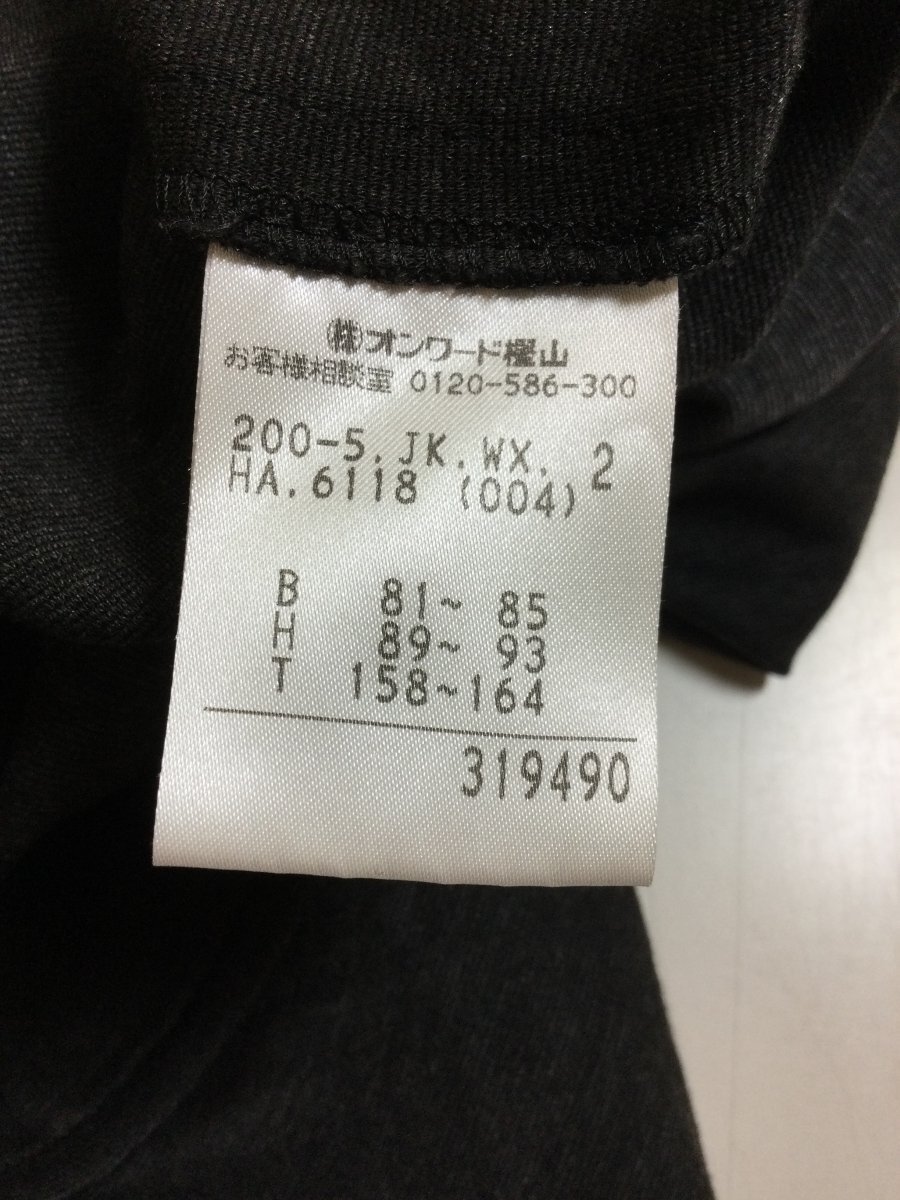 ㈱オンワード樫山
お客様相談室 0120-586-300
200-5.JK.WX. 2
HA.6118 (004)
B 81~ 85
H 89~ 93
T 158~164
319490